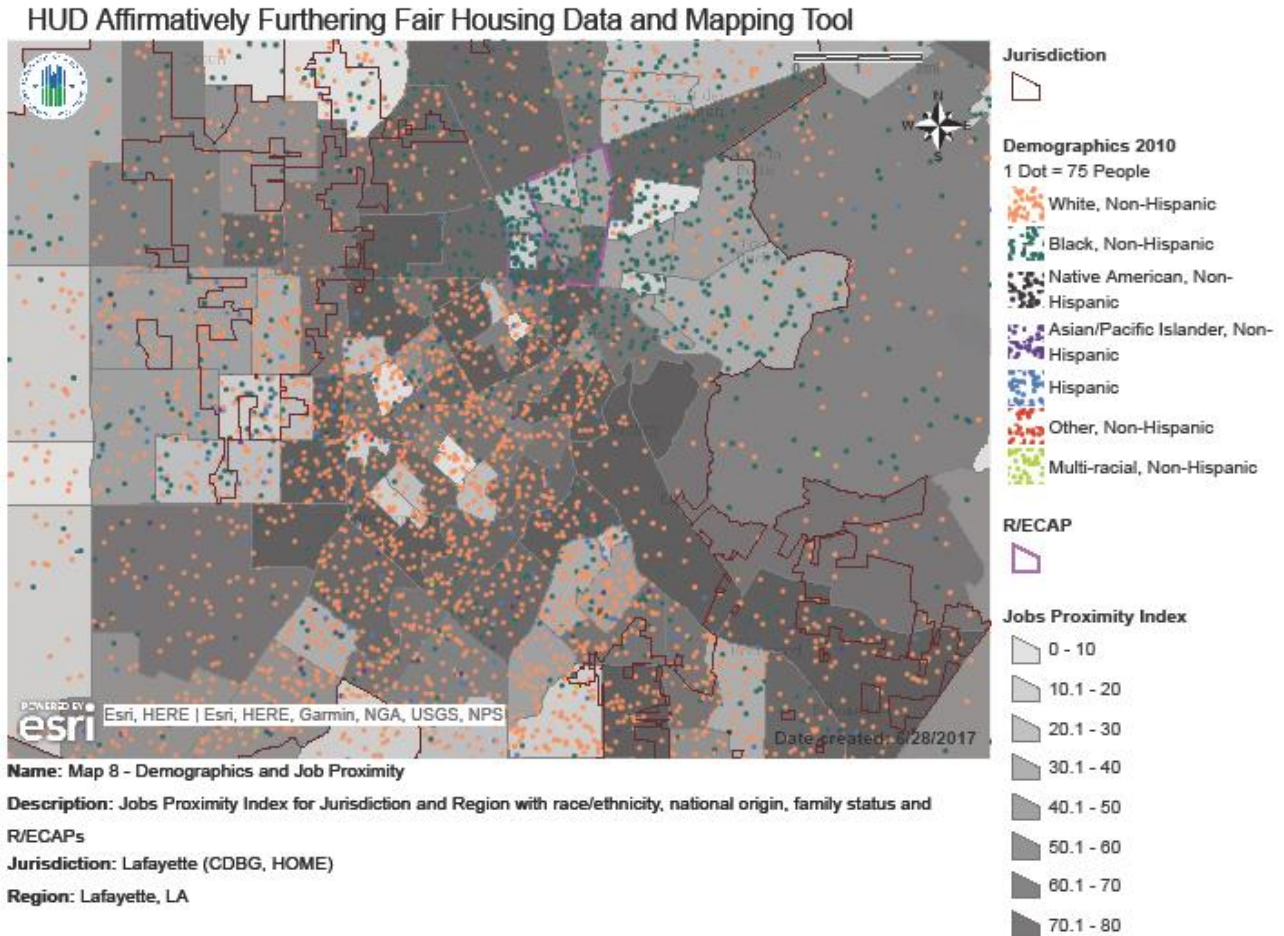 HUD Affirmatively Furthering Fair Housing Data and Mapping Tool
N
W
E
S
POWERED BY
esri
Esri, HERE | Esri, HERE, Garmin, NGA, USGS, NPS
Date created: 6/28/2017
Name: Map 8 - Demographics and Job Proximity
Description: Jobs Proximity Index for Jurisdiction and Region with race/ethnicity, national origin, family status and
R/ECAPs
Jurisdiction: Lafayette (CDBG, HOME)
Region: Lafayette, LA
Jurisdiction
Demographics 2010
1 Dot = 75 People
White, Non-Hispanic
Black, Non-Hispanic
Native American, Non-
Hispanic
Asian/Pacific Islander, Non-
Hispanic
Hispanic
Other, Non-Hispanic
Multi-racial, Non-Hispanic
R/ECAP
Jobs Proximity Index
0 - 10
10.1 - 20
20.1 - 30
30.1 - 40
40.1 - 50
50.1 - 60
60.1 - 70
70.1 - 80